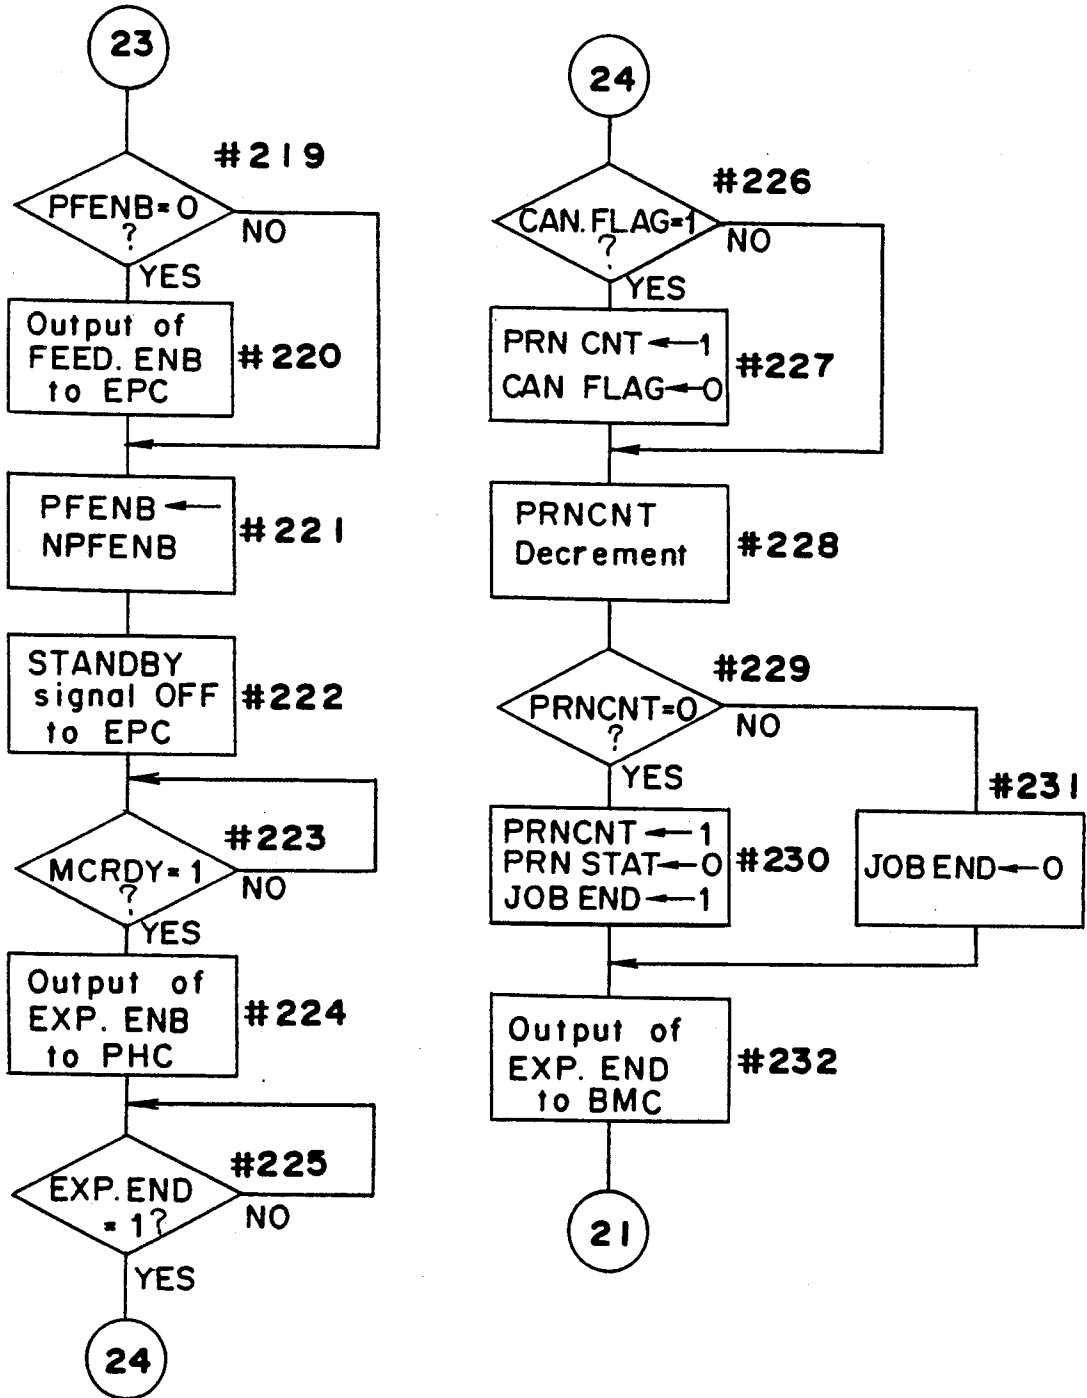 23
#219
PFENB=0
?
NO
YES
Output of
FEED. ENB
to EPC
#220
PFENB←
NPFENB
#221
STANDBY
signal OFF
to EPC
#222
#223
MCRDY=1
?
NO
YES
Output of
EXP. ENB
to PHC
#224
#225
EXP. END
=1?
NO
YES
24
24
#226
CAN. FLAG=1
?
NO
YES
PRN CNT←1
CAN FLAG←0
#227
PRNCNT
Decrement
#228
#229
PRNCNT=0
?
NO
YES
PRNCNT←1
PRN STAT←0
JOB END←1
#230
#231
JOB END←0
Output of
EXP. END
to BMC
#232
21